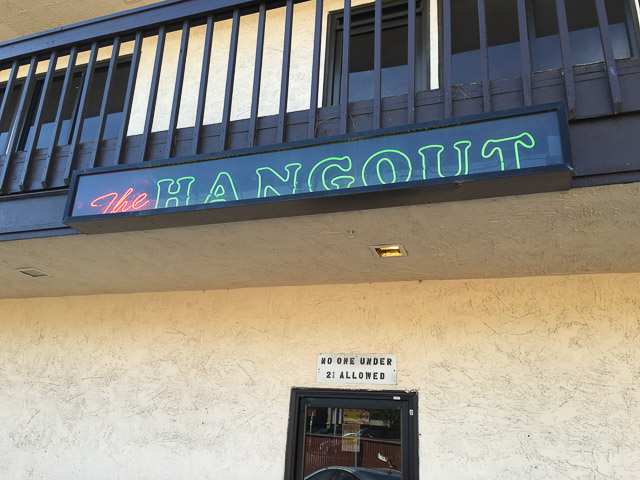 The HANGOUT
NO ONE UNDER
21 ALLOWED